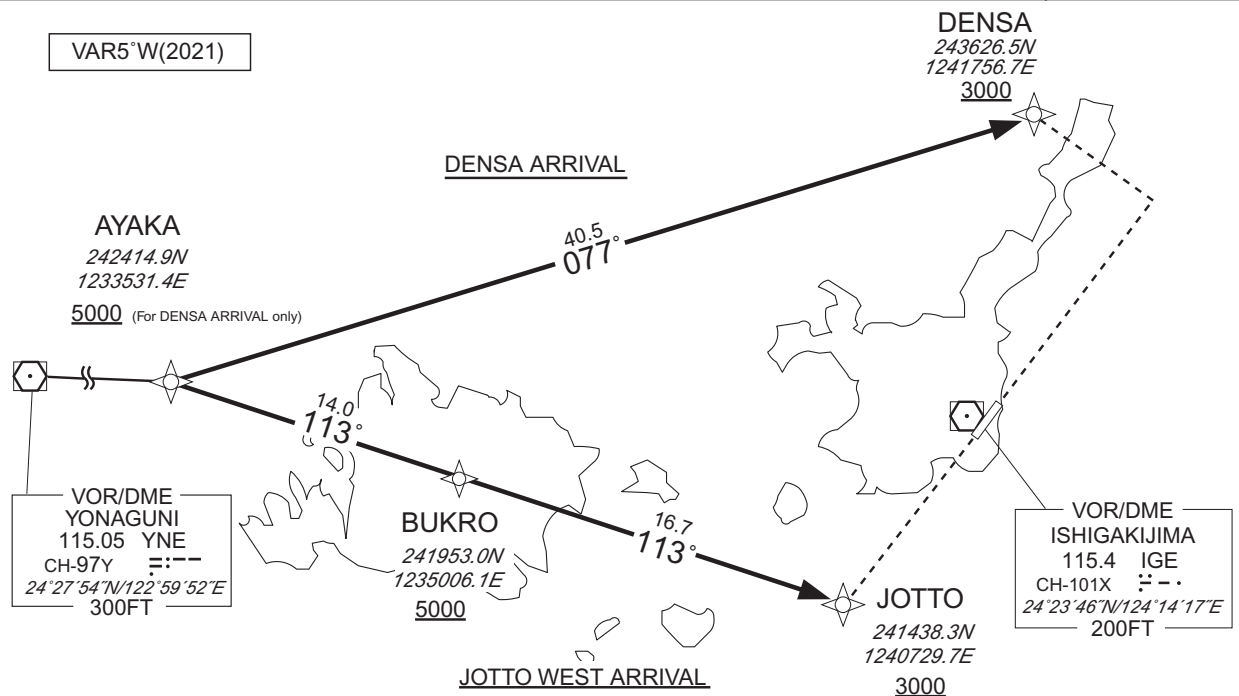 VAR5°W(2021)
DENSA
243626.5N
1241756.7E
3000
DENSA ARRIVAL
AYAKA
242414.9N
1233531.4E
5000 (For DENSA ARRIVAL only)
40.5
077°
14.0
113°
VOR/DME
YONAGUNI
115.05 YNE
CH-97Y
24°27´54˝N/122°59´52˝E
300FT
BUKRO
241953.0N
1235006.1E
5000
16.7
113°
VOR/DME
ISHIGAKIJIMA
115.4 IGE
CH-101X
24°23´46˝N/124°14´17˝E
200FT
JOTTO
241438.3N
1240729.7E
3000
JOTTO WEST ARRIVAL